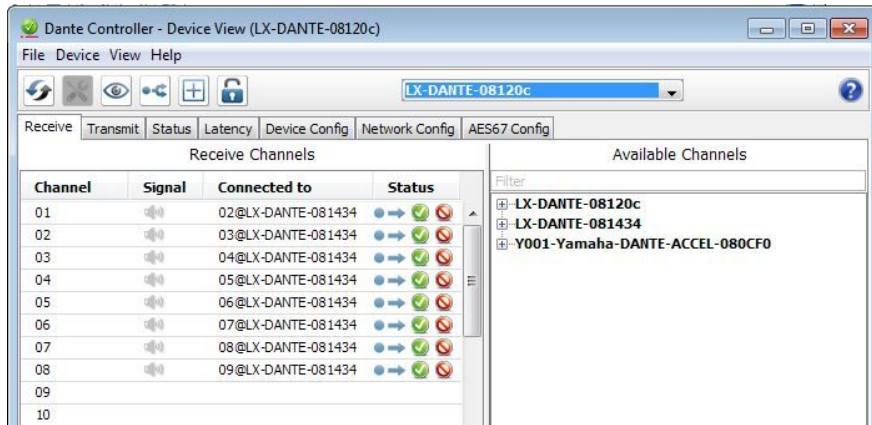 Dante Controller - Device View (LX-DANTE-08120c)
File Device View Help
LX-DANTE-08120c
Receive Transmit Status Latency Device Config Network Config AES67 Config
Receive Channels
Channel Signal Connected to Status
01 02@LX-DANTE-081434
02 03@LX-DANTE-081434
03 04@LX-DANTE-081434
04 05@LX-DANTE-081434
05 06@LX-DANTE-081434
06 07@LX-DANTE-081434
07 08@LX-DANTE-081434
08 09@LX-DANTE-081434
09
10
Available Channels
Filter
LX-DANTE-08120c
LX-DANTE-081434
Y001-Yamaha-DANTE-ACCEL-080CF0